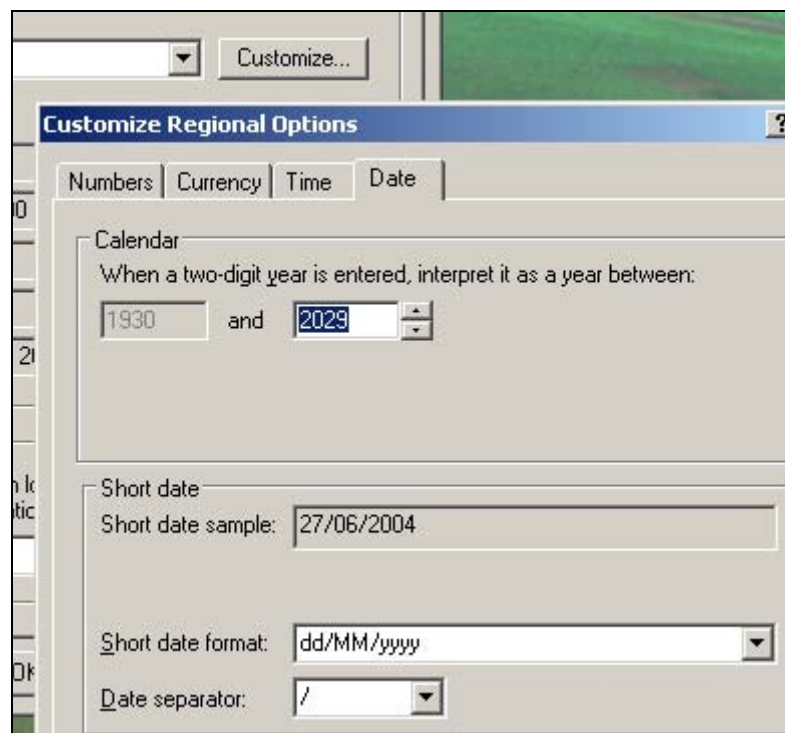 Customize...
Customize Regional Options
Numbers Currency Time Date
Calendar
When a two-digit year is entered, interpret it as a year between:
1930 and 2029
Short date
Short date sample: 27/06/2004
Short date format: dd/MM/yyyy
Date separator: /